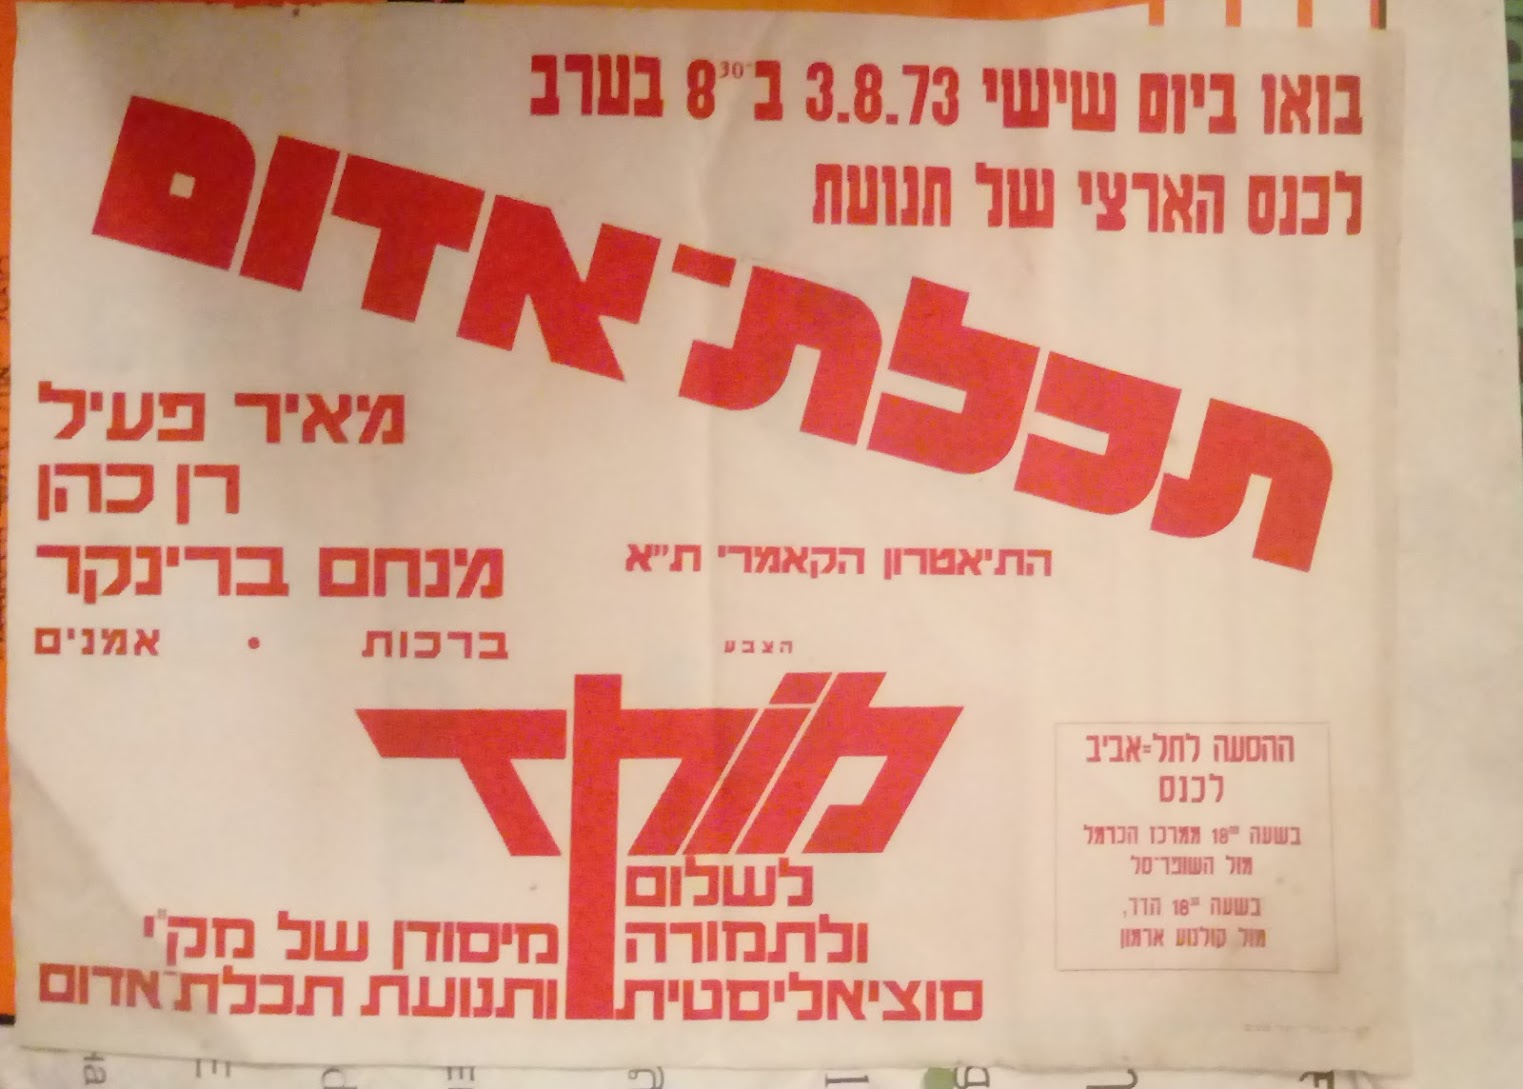 בואו ביום שישי 3.8.73 ב־8³⁰ בערב
לכנס הארצי של תנועת
תכלת־אדום
מאיר פעיל
רן כהן
מנחם ברינקר
ברכות • אמנים
התיאטרון הקאמרי ת"א
הצבע
מוקד
לשלום
ולתמורה
סוציאליסטית
מיסודן של מק"י
ותנועת תכלת־אדום
ההסעה לתל=אביב
לכנס
בשעה 18⁰⁰ ממרכז הכרמל
מול השופר־סל
בשעה 18⁰⁰ הדר,
מול קולנוע ארמון